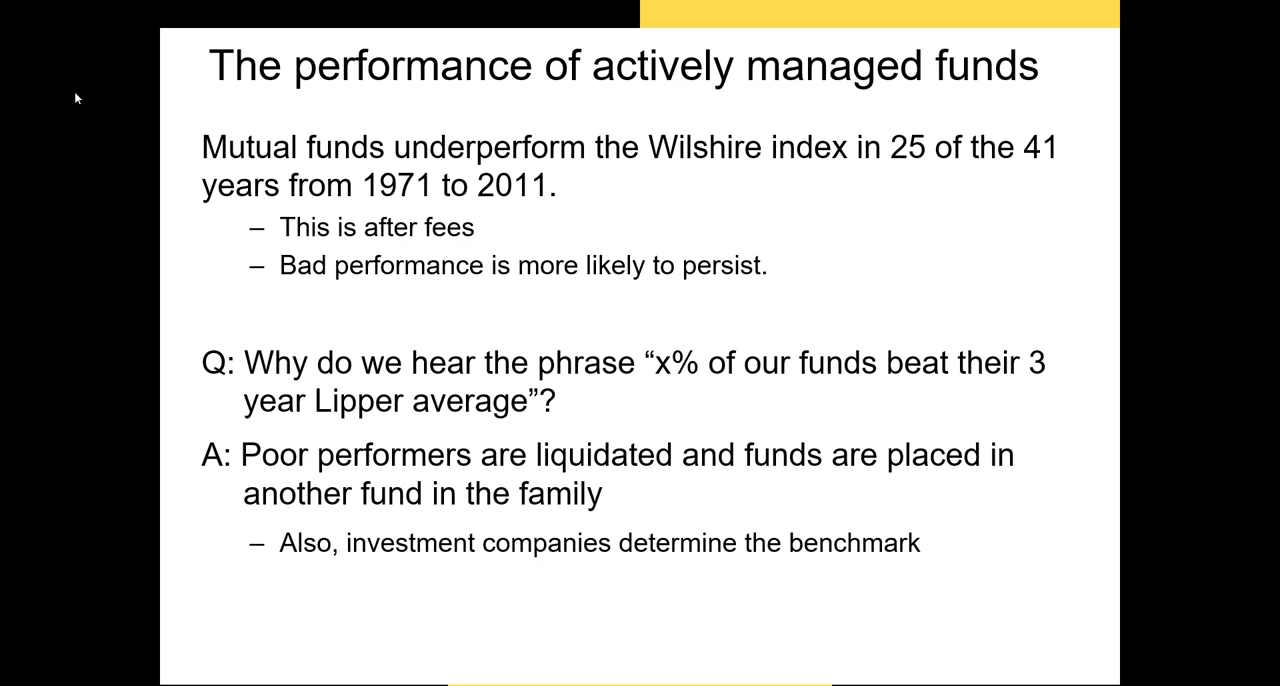 The performance of actively managed funds
Mutual funds underperform the Wilshire index in 25 of the 41
years from 1971 to 2011.
– This is after fees
– Bad performance is more likely to persist.
Q: Why do we hear the phrase “x% of our funds beat their 3
year Lipper average”?
A: Poor performers are liquidated and funds are placed in
another fund in the family
– Also, investment companies determine the benchmark